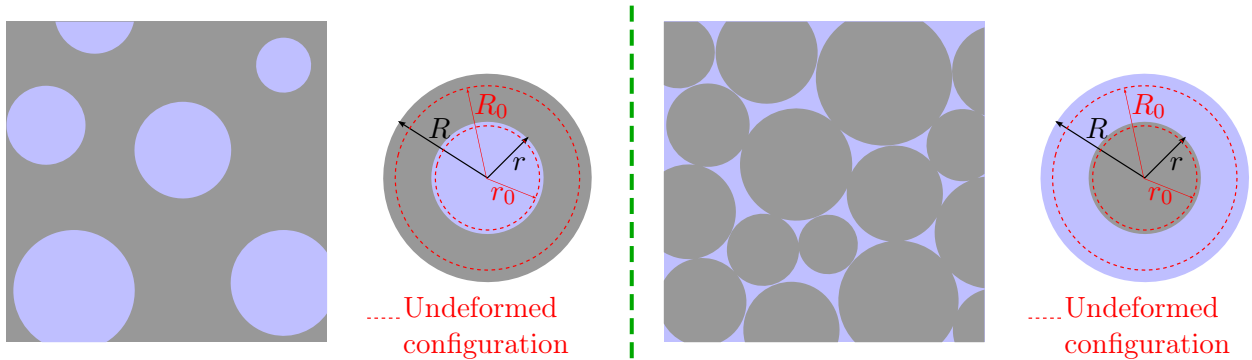 R₀
R
r
r₀
Undeformed
configuration
R₀
R
r
r₀
Undeformed
configuration